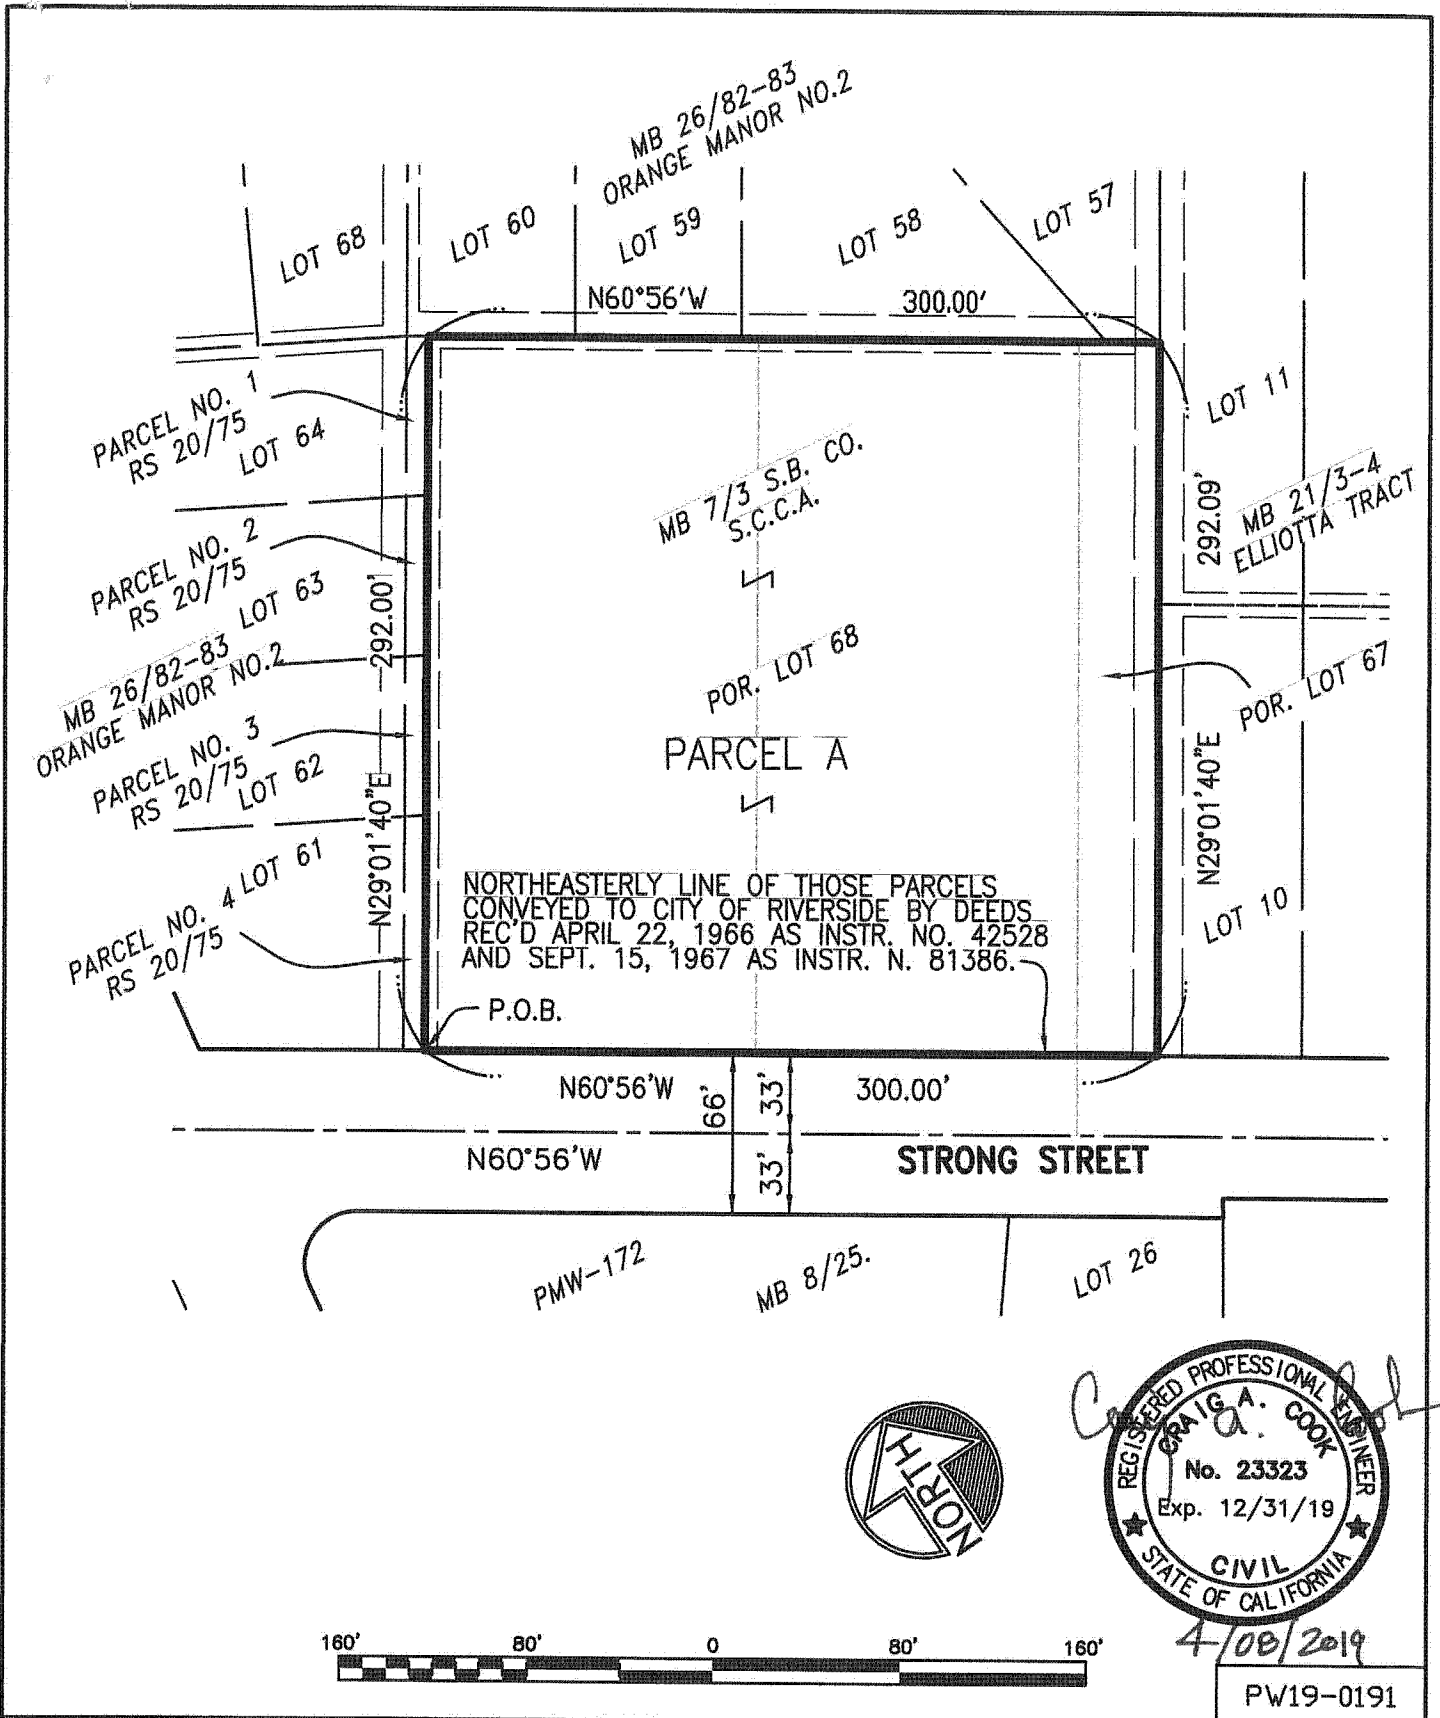 MB 26/82-83
ORANGE MANOR NO.2
LOT 68
LOT 60
LOT 59
LOT 58
LOT 57
N60°56'W
300.00'
PARCEL NO. 1
RS 20/75
LOT 64
LOT 11
MB 7/3 S.B. CO.
S.C.C.A.
292.09'
MB 21/3-4
ELLIOTTA TRACT
PARCEL NO. 2
RS 20/75
LOT 63
292.00'
MB 26/82-83
ORANGE MANOR NO.2
POR. LOT 68
POR. LOT 67
PARCEL A
PARCEL NO. 3
RS 20/75
LOT 62
N29°01'40"E
N29°01'40"E
LOT 61
PARCEL NO. 4
RS 20/75
LOT 10
NORTHEASTERLY LINE OF THOSE PARCELS
CONVEYED TO CITY OF RIVERSIDE BY DEEDS
REC'D APRIL 22, 1966 AS INSTR. NO. 42528
AND SEPT. 15, 1967 AS INSTR. N. 81386.
P.O.B.
N60°56'W
300.00'
66'
33'
33'
N60°56'W
STRONG STREET
PMW-172
MB 8/25.
LOT 26
NORTH
REGISTERED PROFESSIONAL ENGINEER
CRAIG A. COOK
No. 23323
Exp. 12/31/19
CIVIL
STATE OF CALIFORNIA
4/08/2019
160'
80'
0
80'
160'
PW19-0191